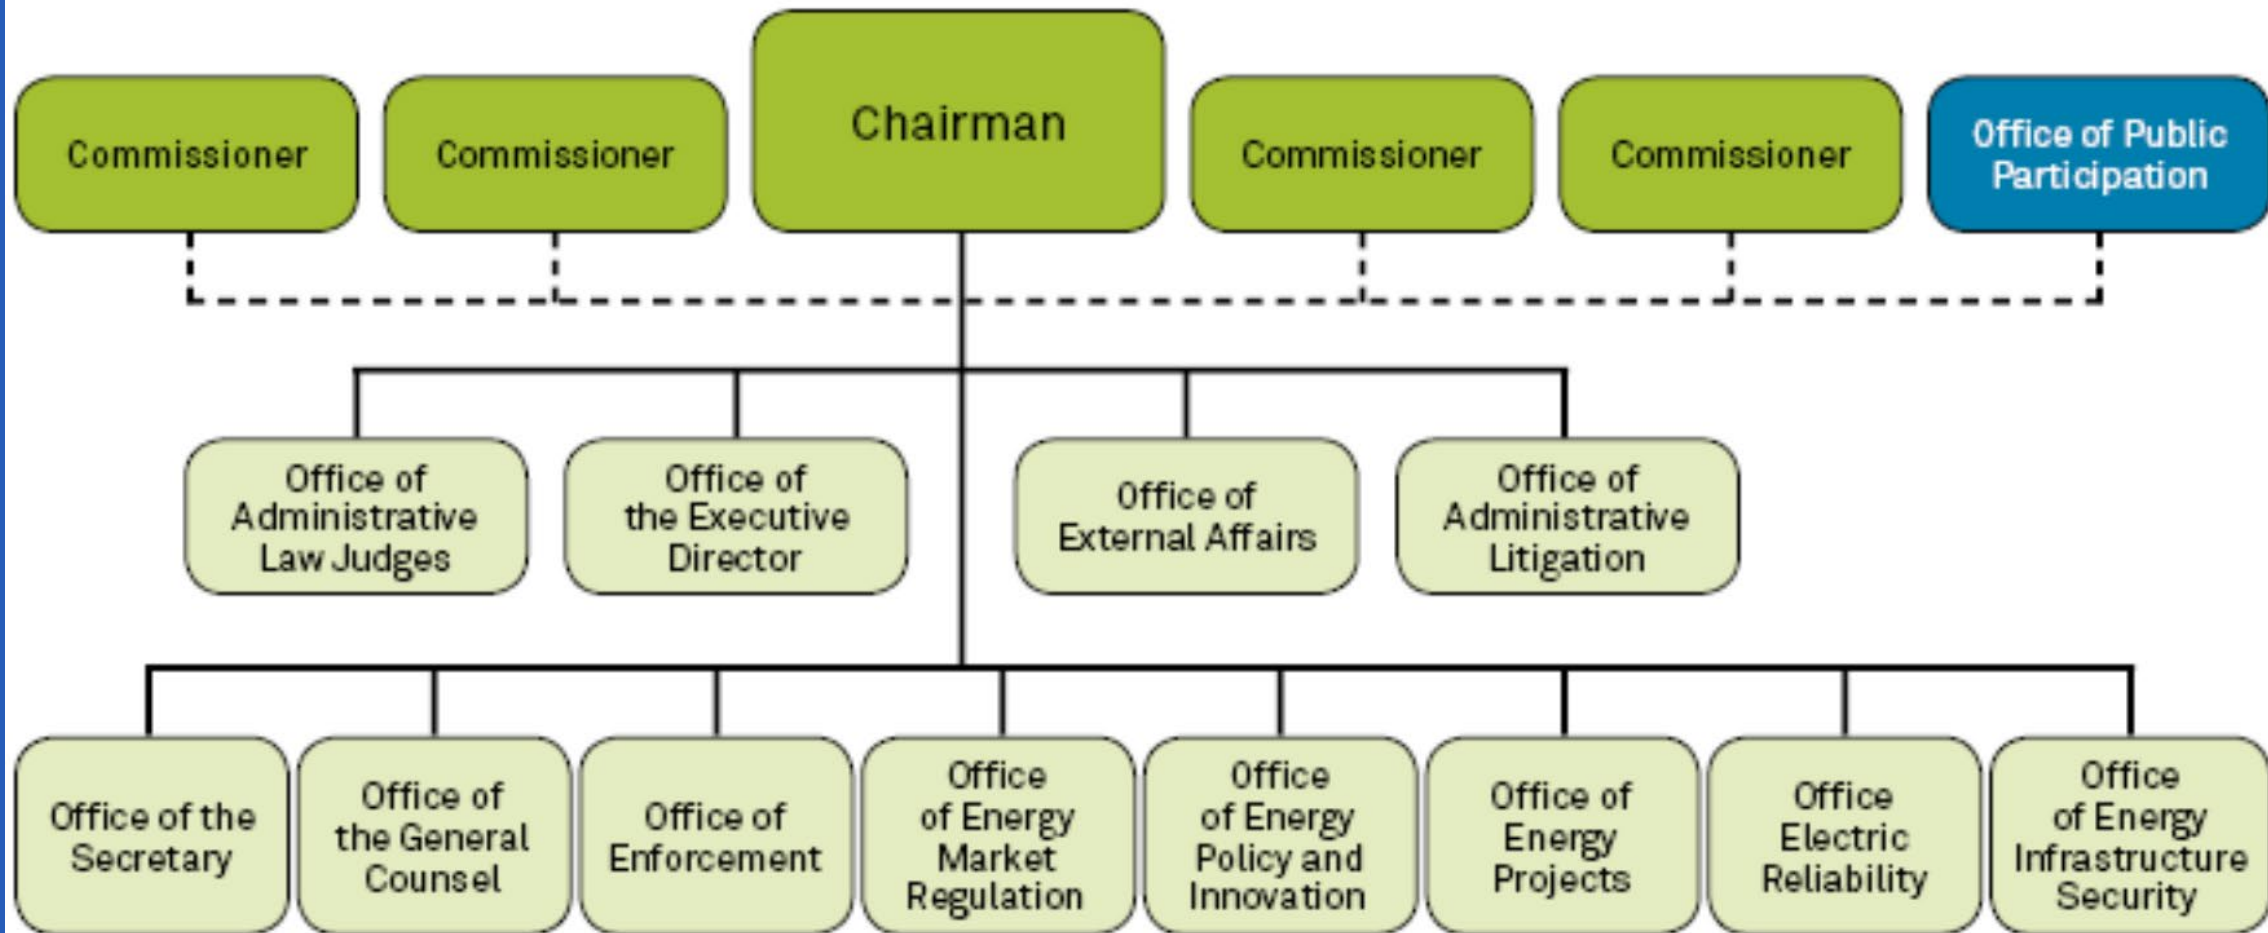 Chairman
Commissioner
Commissioner
Commissioner
Commissioner
Office of Public
Participation
Office of
Administrative
Law Judges
Office of
the Executive
Director
Office of
External Affairs
Office of
Administrative
Litigation
Office of the
Secretary
Office of
the General
Counsel
Office of
Enforcement
Office
of Energy
Market
Regulation
Office
of Energy
Policy and
Innovation
Office of
Energy
Projects
Office
Electric
Reliability
Office
of Energy
Infrastructure
Security